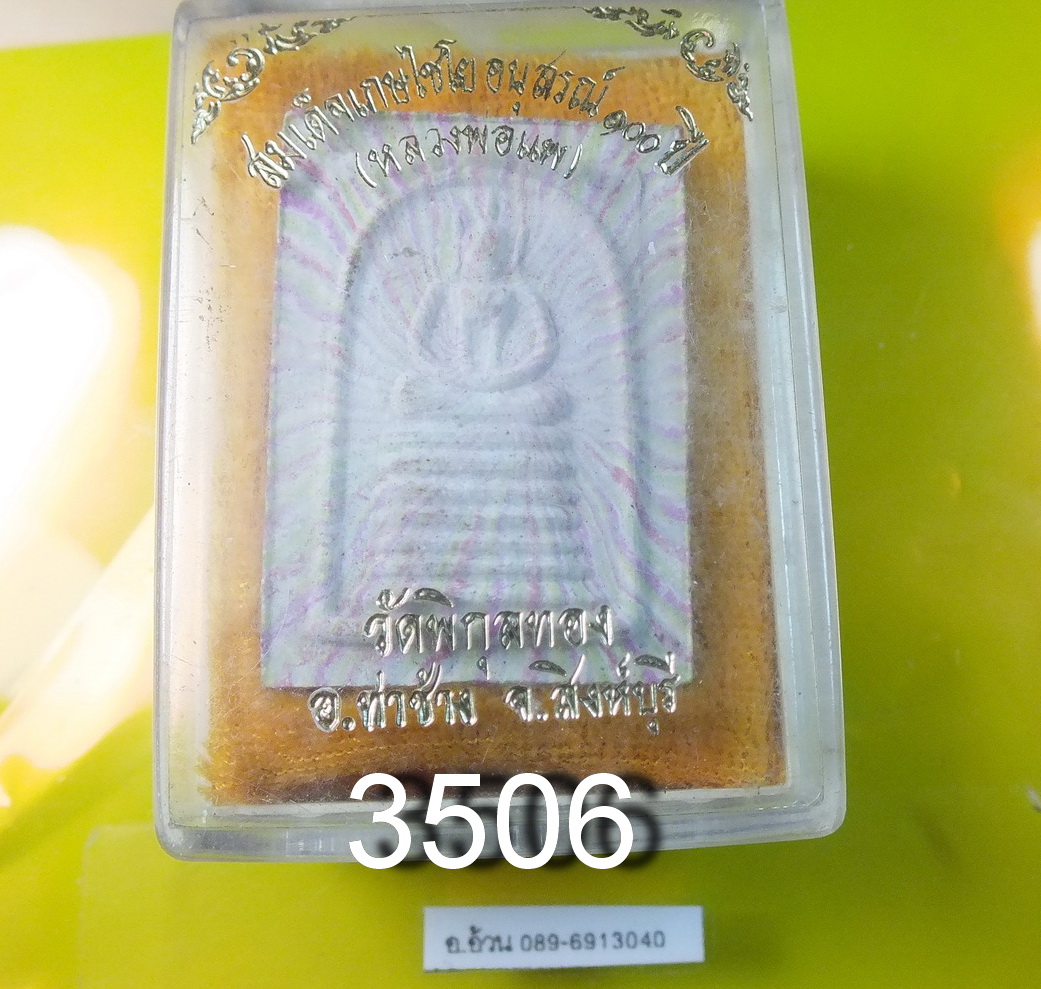 สมเด็จเกษไชโย อนุสรณ์ ๑๐๐ ปี
(หลวงพ่อแพ)
วัดพิกุลทอง
อ.ท่าช้าง จ.สิงห์บุรี
3506
อ.อ้วน 089-6913040